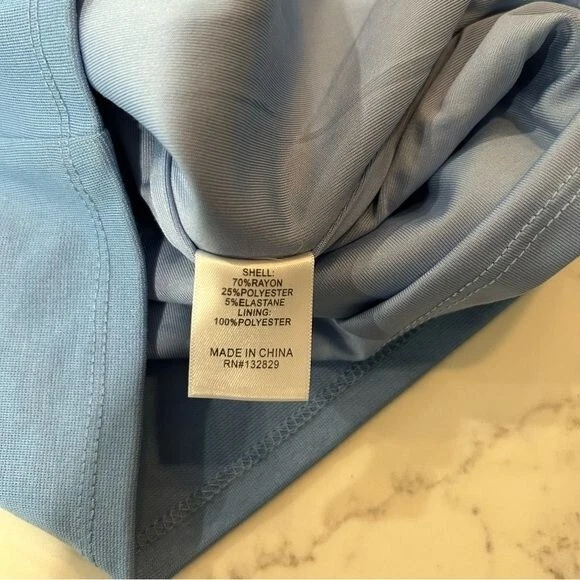 SHELL:
70%RAYON
25%POLYESTER
5%ELASTANE
LINING:
100%POLYESTER
MADE IN CHINA
RN#132829